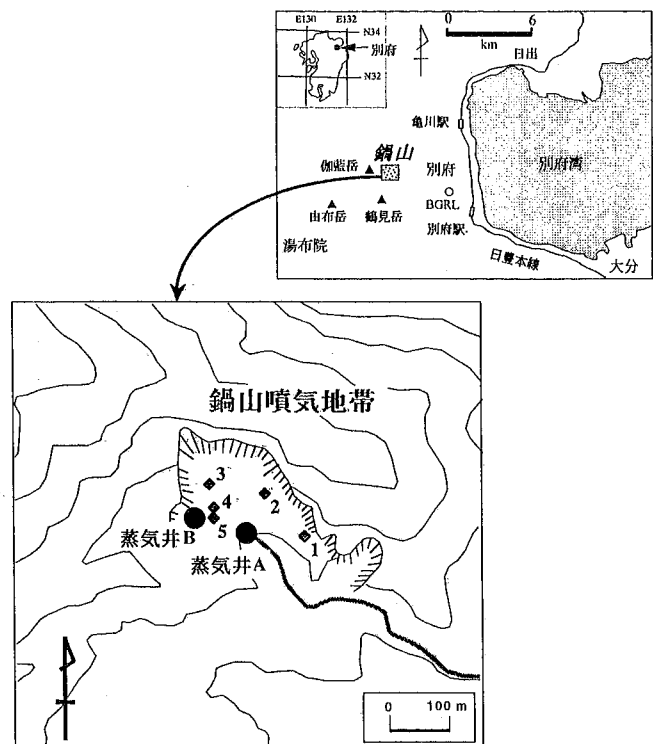 E130 E132
N34
別府
N32
0 6
km
日出
亀川駅
鍋山
伽藍岳
別府
別府湾
BGRL
由布岳
鶴見岳
別府駅
湯布院
日豊本線
大分
鍋山噴気地帯
3
2
4
5
1
蒸気井B
蒸気井A
0 100 m